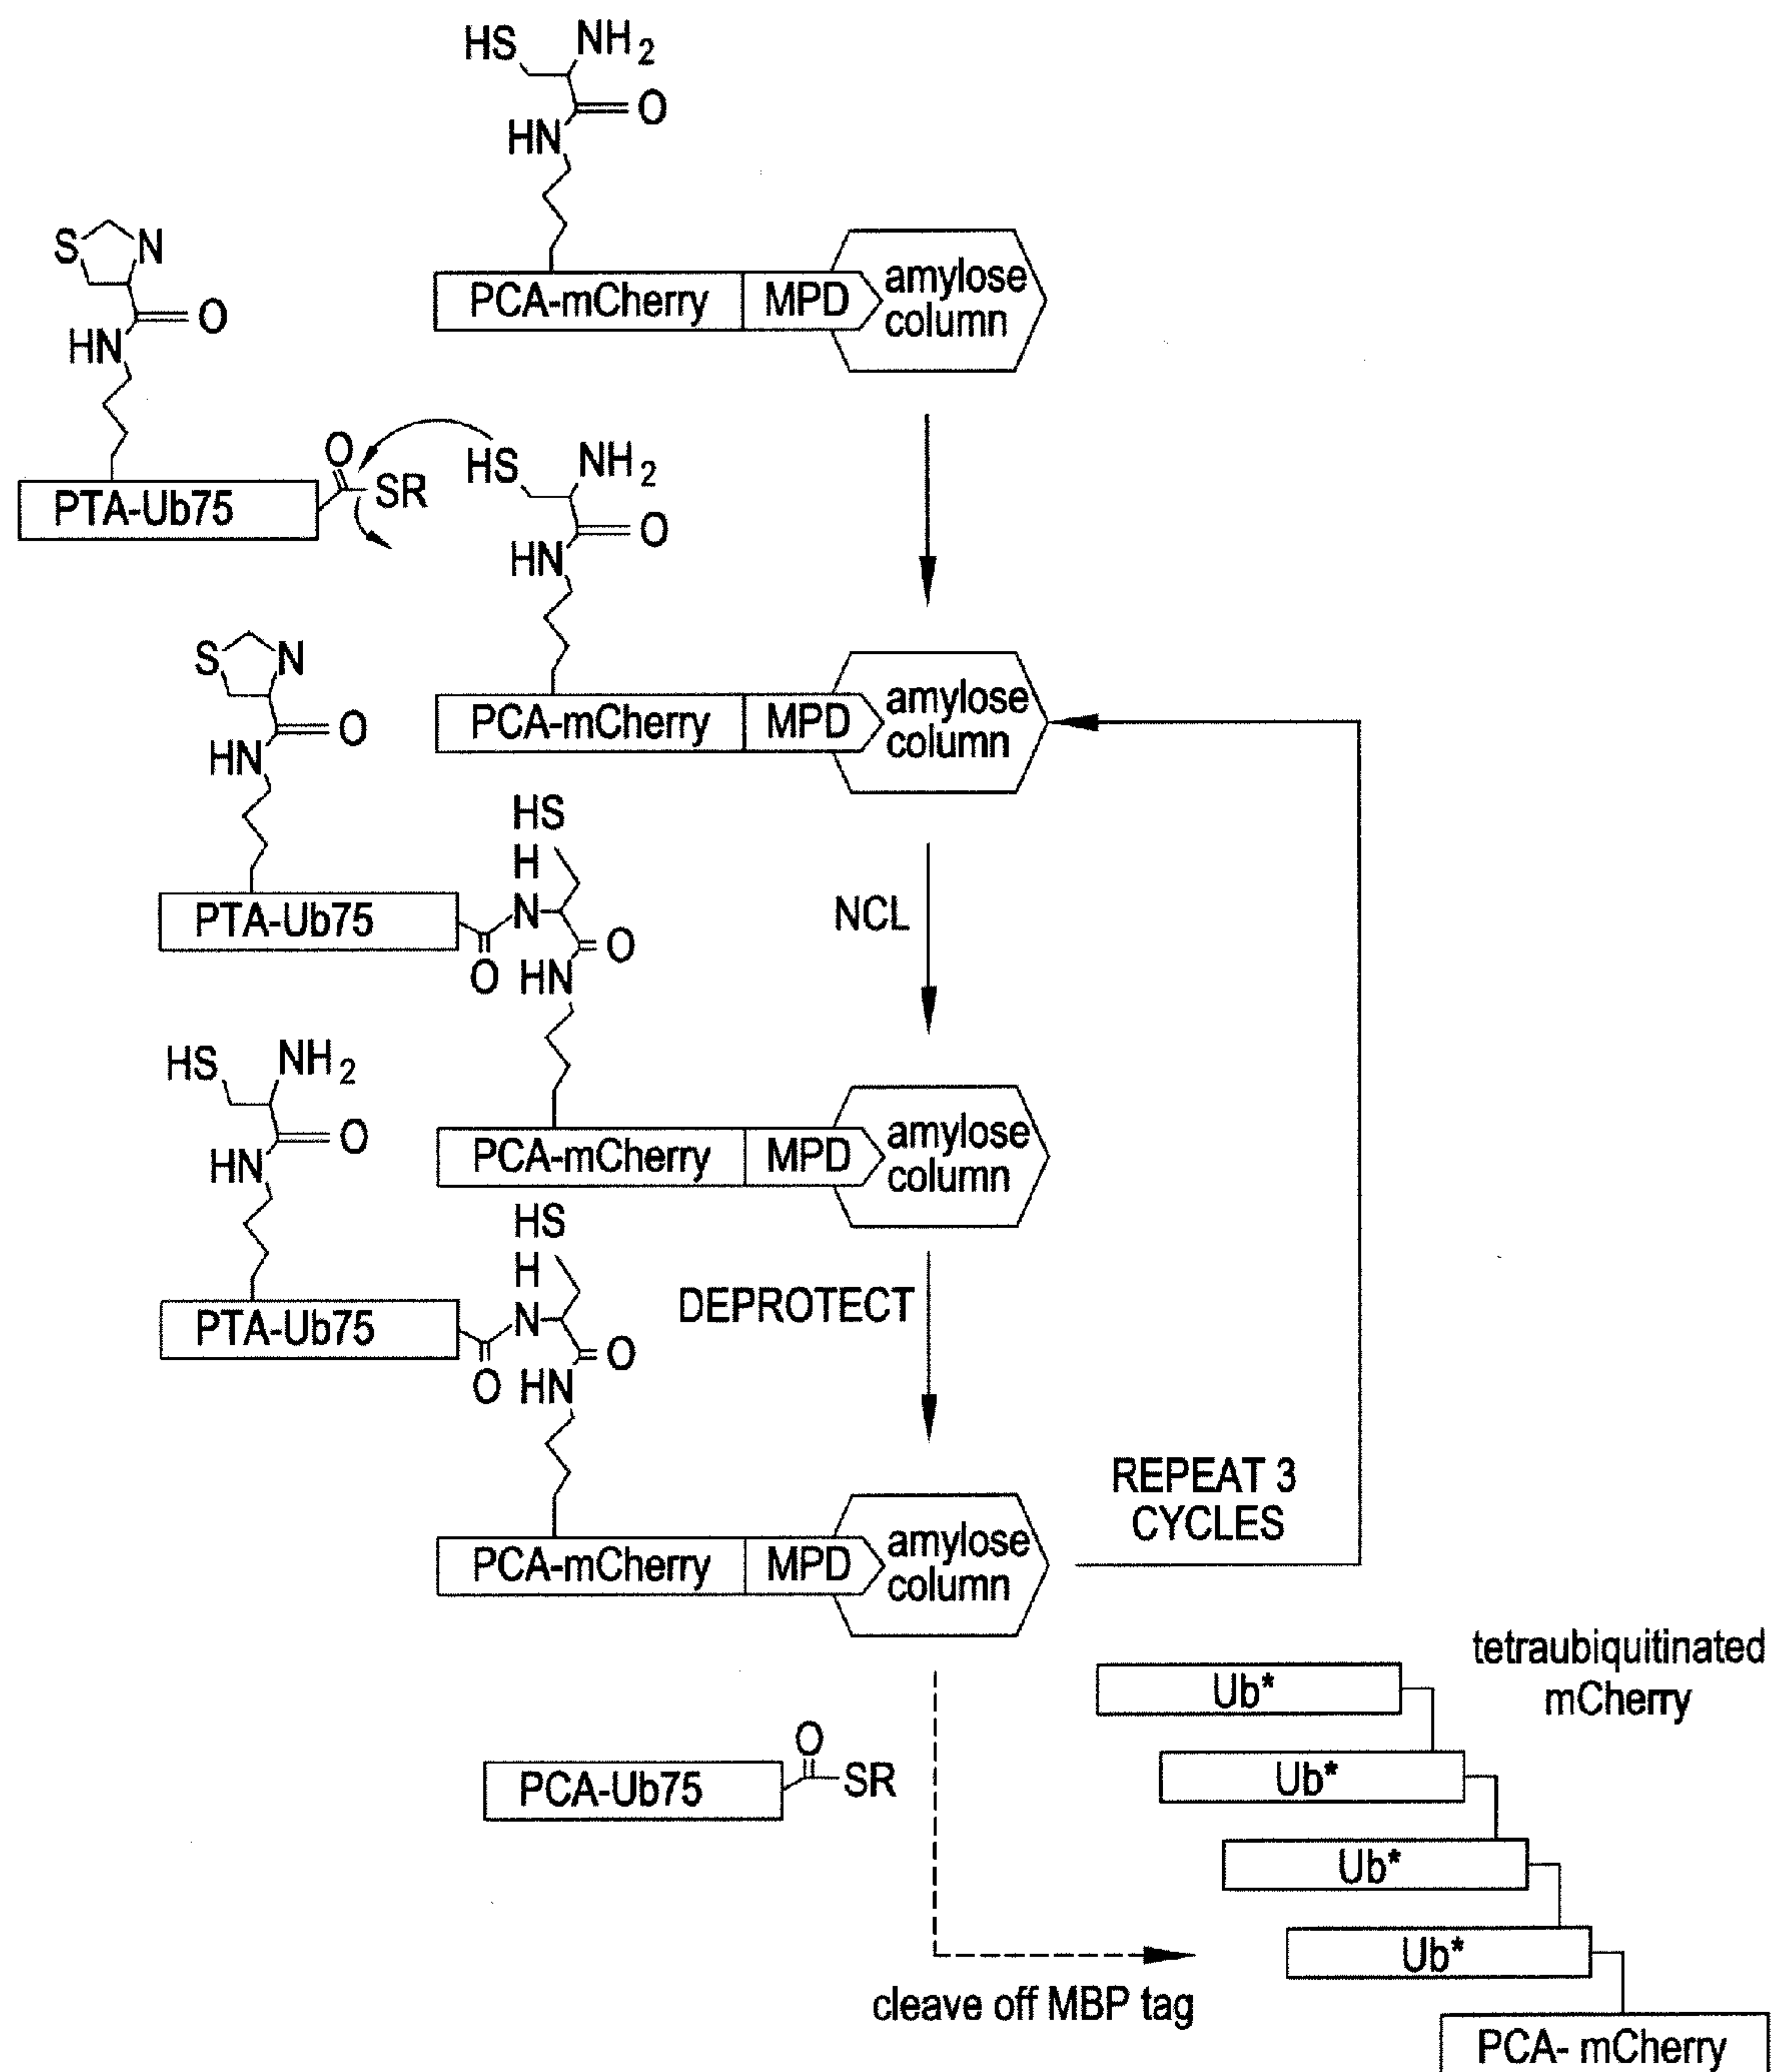 HS NH2
O
HN
PCA-mCherry MPD amylose
column
S N
O
HN
PTA-Ub75
O
SR
HS NH2
O
HN
PCA-mCherry MPD amylose
column
S N
O
HN
PTA-Ub75
HS
H
N
O
O HN
NCL
PCA-mCherry MPD amylose
column
HS NH2
O
HN
PTA-Ub75
HS
H
N
O
O HN
DEPROTECT
PCA-mCherry MPD amylose
column
REPEAT 3
CYCLES
PCA-Ub75
O
SR
cleave off MBP tag
tetraubiquitinated
mCherry
Ub*
Ub*
Ub*
Ub*
PCA- mCherry